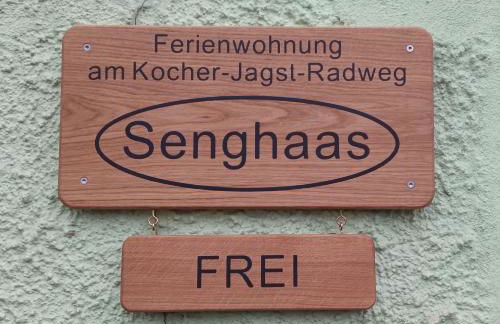 Ferienwohnung
am Kocher-Jagst-Radweg
Senghaas
FREI